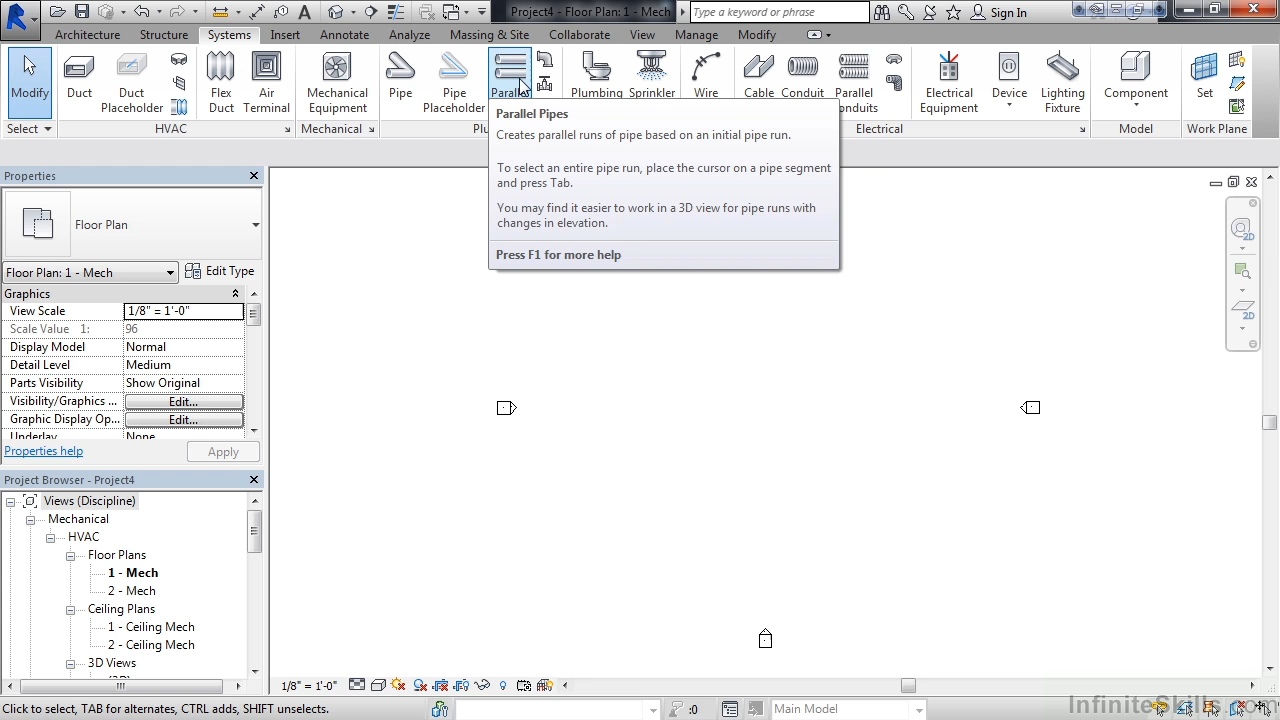 Project4 - Floor Plan: 1 - Mech
Type a keyword or phrase
Sign In
Architecture Structure Systems Insert Annotate Analyze Massing & Site Collaborate View Manage Modify
Modify
Duct
Duct Placeholder
Flex Duct
Air Terminal
Mechanical Equipment
Pipe
Pipe Placeholder
Parallel
Plumbing
Sprinkler
Wire
Cable
Conduit
Parallel
Electrical Equipment
Device
Lighting Fixture
Component
Set
Select
HVAC
Mechanical
Electrical
Model
Work Plane
Parallel Pipes
Creates parallel runs of pipe based on an initial pipe run.
To select an entire pipe run, place the cursor on a pipe segment
and press Tab.
You may find it easier to work in a 3D view for pipe runs with
changes in elevation.
Press F1 for more help
Properties
Floor Plan
Floor Plan: 1 - Mech
Edit Type
Graphics
View Scale 1/8" = 1'-0"
Scale Value 1: 96
Display Model Normal
Detail Level Medium
Parts Visibility Show Original
Visibility/Graphics ... Edit...
Graphic Display Op... Edit...
Underlay None
Properties help
Apply
Project Browser - Project4
Views (Discipline)
Mechanical
HVAC
Floor Plans
1 - Mech
2 - Mech
Ceiling Plans
1 - Ceiling Mech
2 - Ceiling Mech
3D Views
2D
2D
1/8" = 1'-0"
Click to select, TAB for alternates, CTRL adds, SHIFT unselects.
:0
Main Model
InfiniteSkills.com